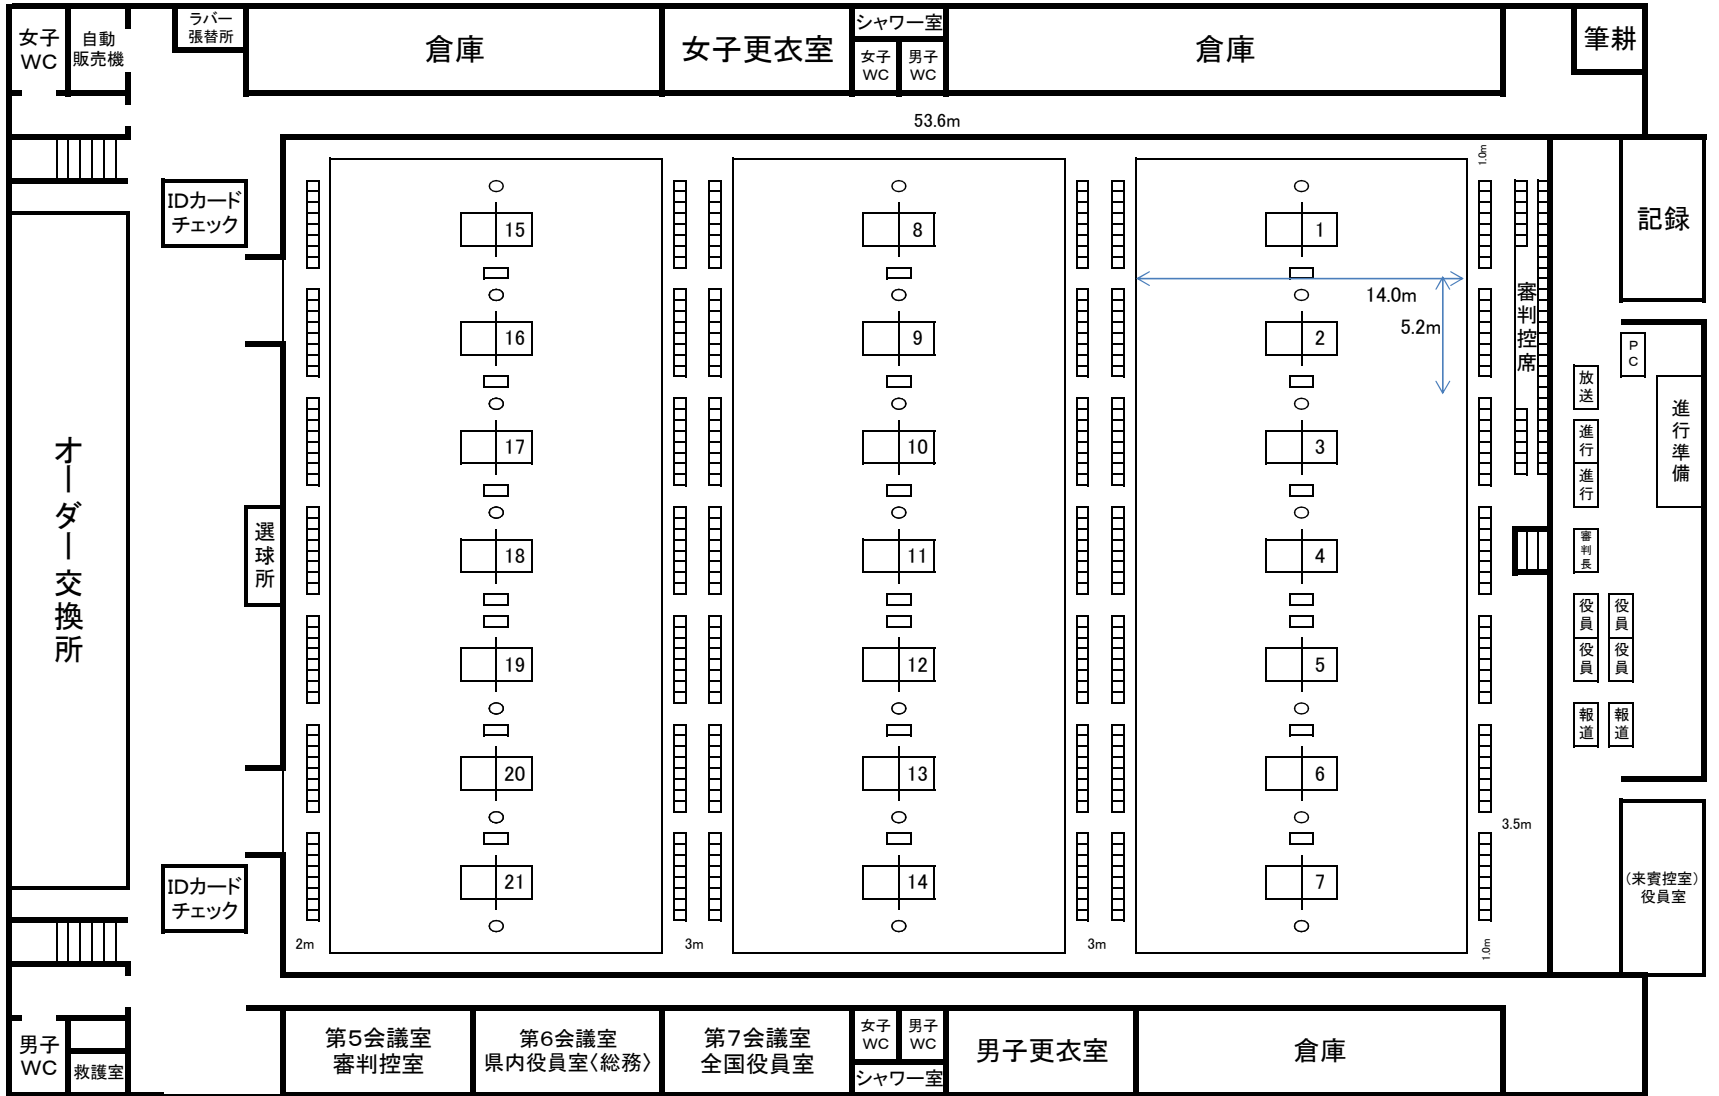 女子
WC
自動
販売機
ラバー
張替所
倉庫
女子更衣室
シャワー室
女子
WC
男子
WC
倉庫
筆耕
53.6m
IDカード
チェック
オーダー交換所
選球所
IDカード
チェック
15
16
17
18
19
20
21
8
9
10
11
12
13
14
1
2
3
4
5
6
7
14.0m
5.2m
1.0m
審判控席
3.5m
1.0m
2m
3m
3m
記録
PC
進行準備
放送
進行
進行
審判長
役員
役員
役員
役員
報道
報道
(来賓控室)
役員室
男子
WC
救護室
第5会議室
審判控室
第6会議室
県内役員室〈総務〉
第7会議室
全国役員室
女子
WC
男子
WC
シャワー室
男子更衣室
倉庫